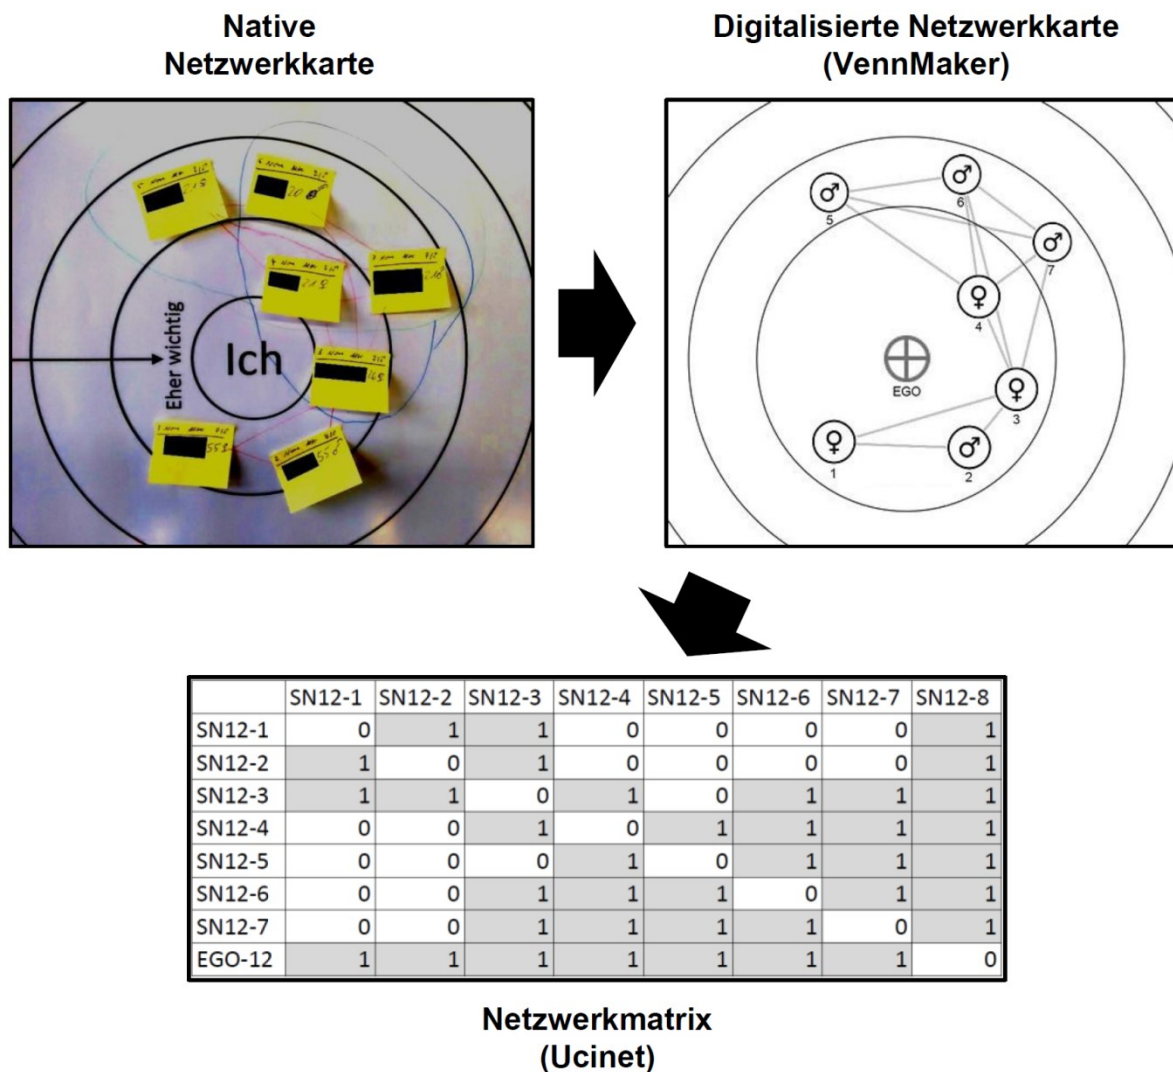 Native
Netzwerkkarte
Digitalisierte Netzwerkkarte
(VennMaker)
Eher wichtig
Ich
5
6
7
4
3
EGO
1
2
SN12-1 SN12-2 SN12-3 SN12-4 SN12-5 SN12-6 SN12-7 SN12-8
SN12-1 0 1 1 0 0 0 0 1
SN12-2 1 0 1 0 0 0 0 1
SN12-3 1 1 0 1 0 1 1 1
SN12-4 0 0 1 0 1 1 1 1
SN12-5 0 0 0 1 0 1 1 1
SN12-6 0 0 1 1 1 0 1 1
SN12-7 0 0 1 1 1 1 0 1
EGO-12 1 1 1 1 1 1 1 0
Netzwerkmatrix
(Ucinet)